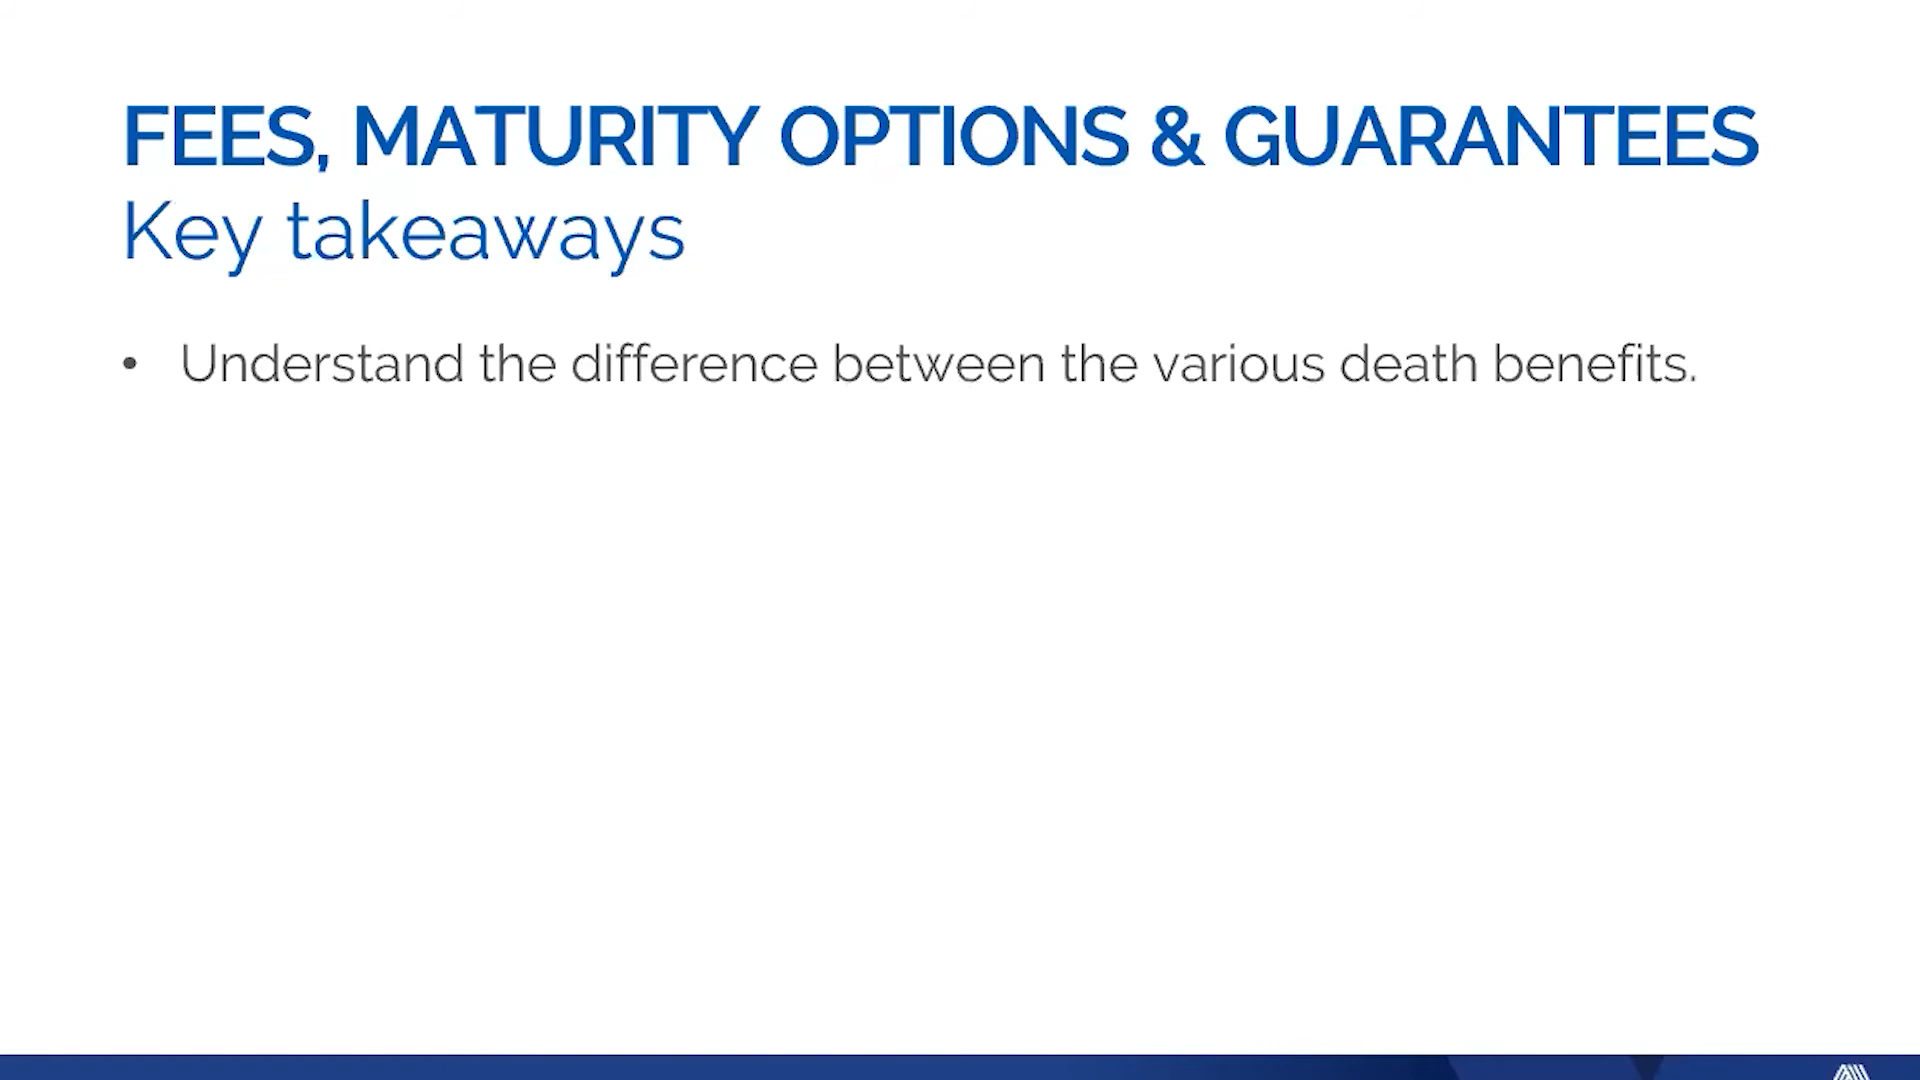 FEES, MATURITY OPTIONS & GUARANTEES
Key takeaways
• Understand the difference between the various death benefits.